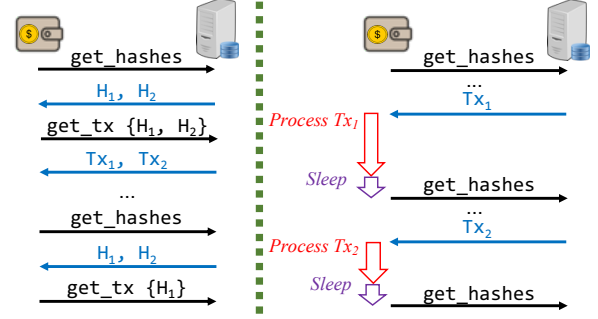 $
get_hashes
H₁, H₂
get_tx {H₁, H₂}
Tx₁, Tx₂
...
get_hashes
H₁, H₂
get_tx {H₁}
$
get_hashes
...
Tx₁
Process Tx₁
Sleep
get_hashes
...
Tx₂
Process Tx₂
Sleep
get_hashes